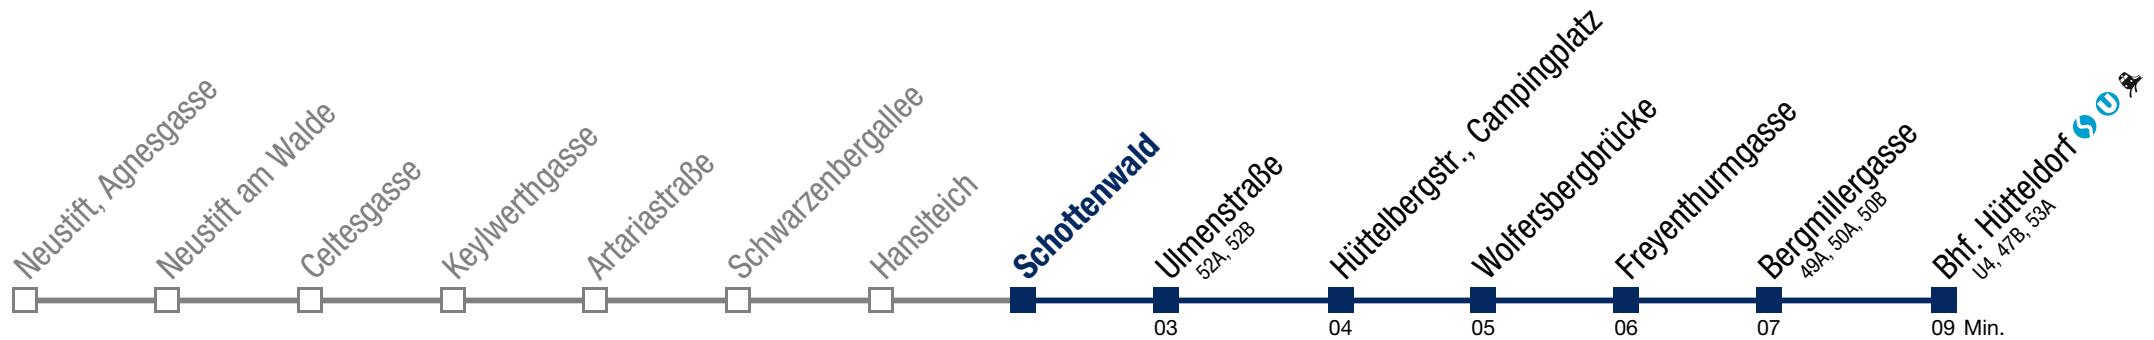 Neustift, Agnesgasse
Neustift am Walde
Celtesgasse
Keylwerthgasse
Artariastraße
Schwarzenbergallee
Hanslteich
Schottenwald
Ulmenstraße
52A, 52B
Hüttelbergstr., Campingplatz
Wolfersbergbrücke
Freyenthurmgasse
Bergmillergasse
49A, 50A, 50B
Bhf. Hütteldorf S U
U4, 47B, 53A
03 04 05 06 07 09 Min.